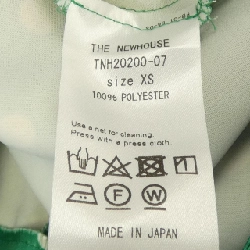 THE NEWHOUSE
TNH20200-07
size XS
100% POLYESTER
Use a net for cleaning.
Press with a press cloth.
F
W
MADE IN JAPAN